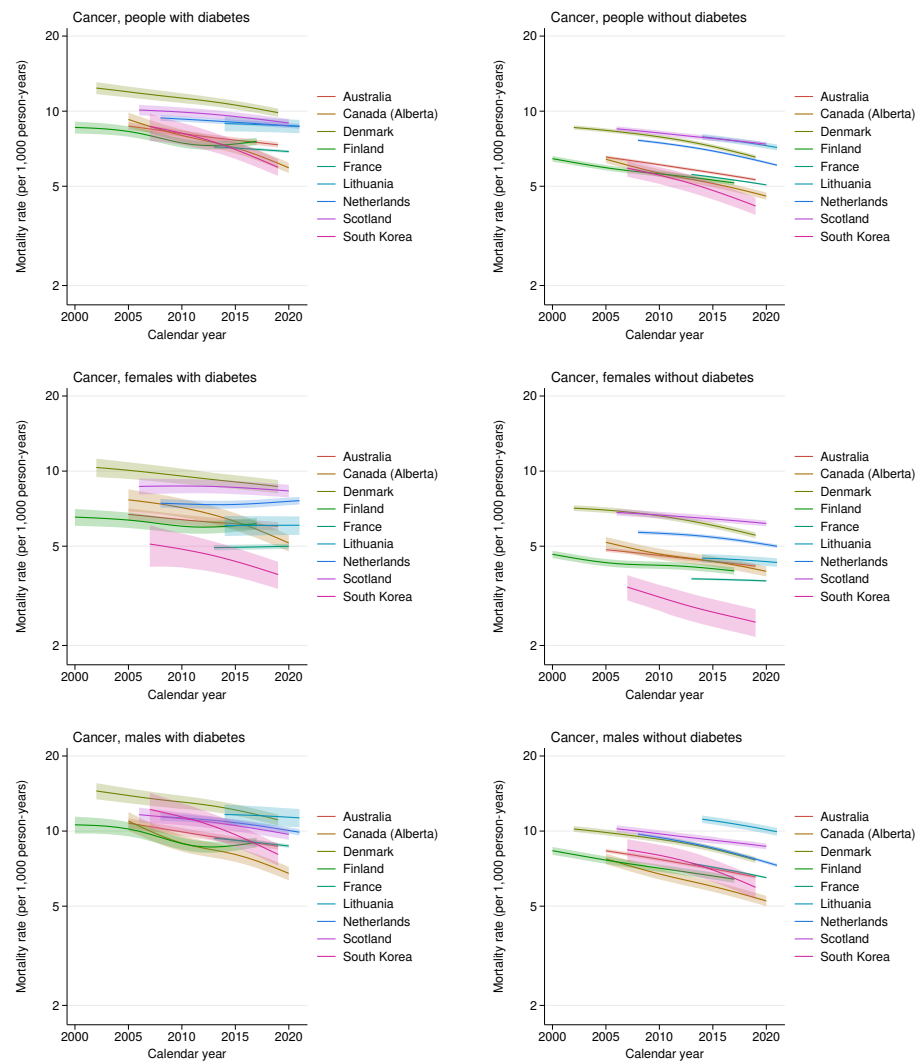 Cancer, people with diabetes
Mortality rate (per 1,000 person-years)
20
10
5
2
2000 2005 2010 2015 2020
Calendar year
Australia
Canada (Alberta)
Denmark
Finland
France
Lithuania
Netherlands
Scotland
South Korea
Cancer, people without diabetes
Mortality rate (per 1,000 person-years)
20
10
5
2
2000 2005 2010 2015 2020
Calendar year
Australia
Canada (Alberta)
Denmark
Finland
France
Lithuania
Netherlands
Scotland
South Korea
Cancer, females with diabetes
Mortality rate (per 1,000 person-years)
20
10
5
2
2000 2005 2010 2015 2020
Calendar year
Australia
Canada (Alberta)
Denmark
Finland
France
Lithuania
Netherlands
Scotland
South Korea
Cancer, females without diabetes
Mortality rate (per 1,000 person-years)
20
10
5
2
2000 2005 2010 2015 2020
Calendar year
Australia
Canada (Alberta)
Denmark
Finland
France
Lithuania
Netherlands
Scotland
South Korea
Cancer, males with diabetes
Mortality rate (per 1,000 person-years)
20
10
5
2
2000 2005 2010 2015 2020
Calendar year
Australia
Canada (Alberta)
Denmark
Finland
France
Lithuania
Netherlands
Scotland
South Korea
Cancer, males without diabetes
Mortality rate (per 1,000 person-years)
20
10
5
2
2000 2005 2010 2015 2020
Calendar year
Australia
Canada (Alberta)
Denmark
Finland
France
Lithuania
Netherlands
Scotland
South Korea